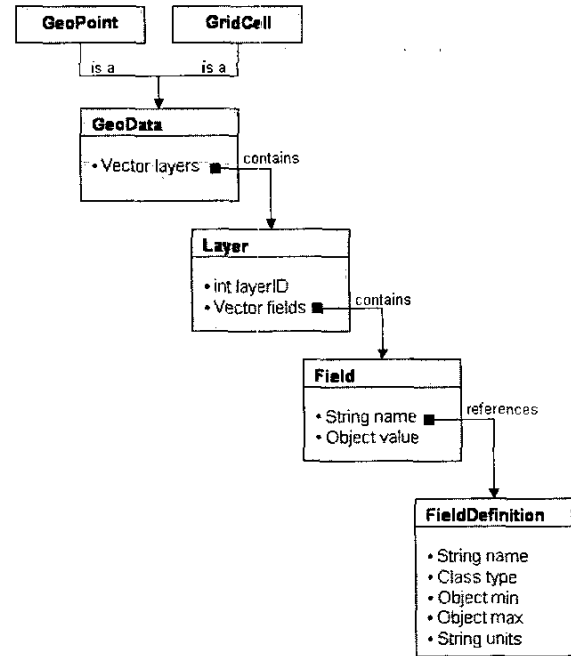 GeoPoint GridCell
is a is a
GeoData
• Vector layers
contains
Layer
• int layerID
• Vector fields
contains
Field
• String name
• Object value
references
FieldDefinition
• String name
• Class type
• Object min
• Object max
• String units